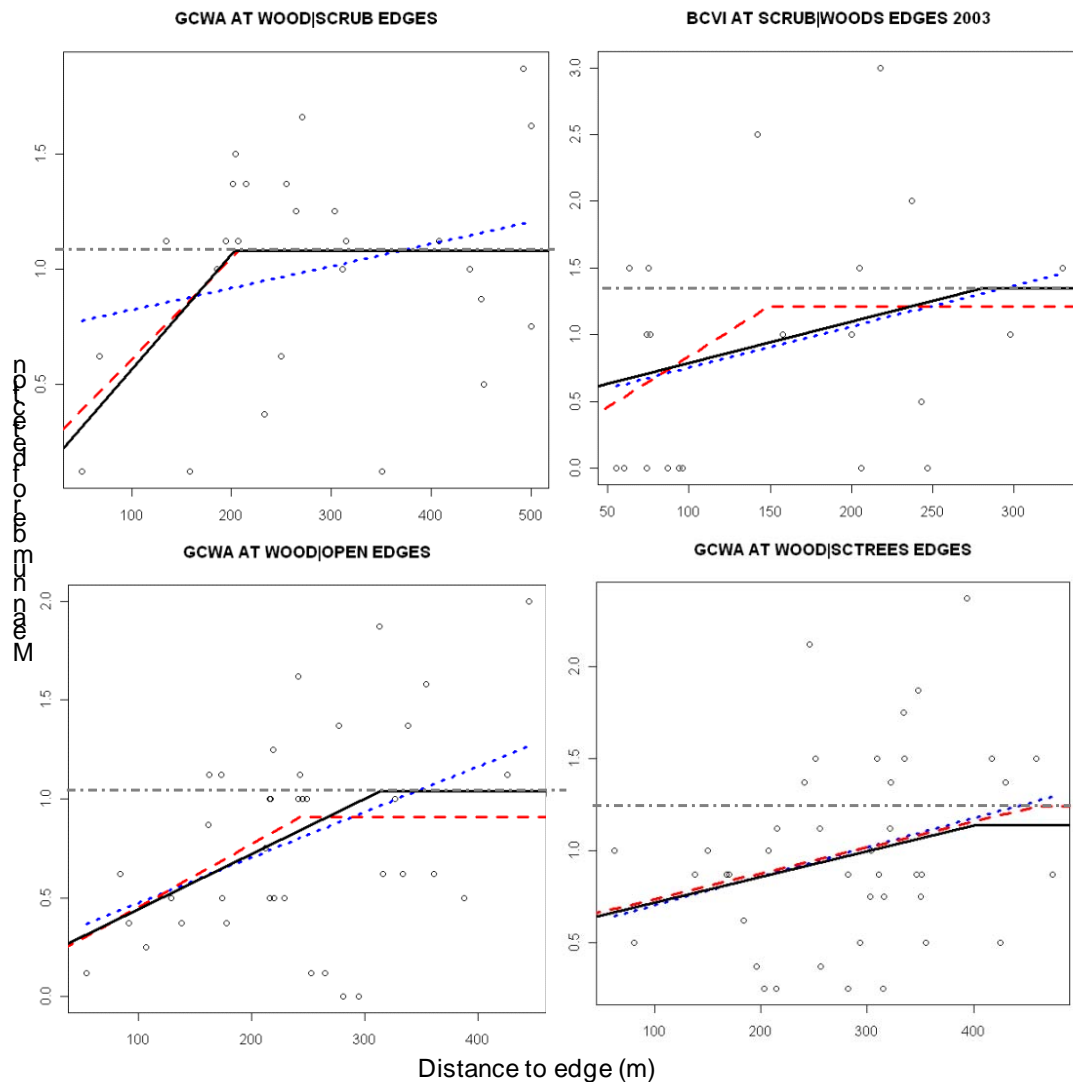 GCWA AT WOOD|SCRUB EDGES
0.5 1.0 1.5
100 200 300 400 500
BCVI AT SCRUB|WOODS EDGES 2003
0.0 0.5 1.0 1.5 2.0 2.5 3.0
50 100 150 200 250 300
GCWA AT WOOD|OPEN EDGES
0.0 0.5 1.0 1.5 2.0
100 200 300 400
GCWA AT WOOD|SCTREES EDGES
0.5 1.0 1.5 2.0
100 200 300 400
Mean number of detection
Distance to edge (m)